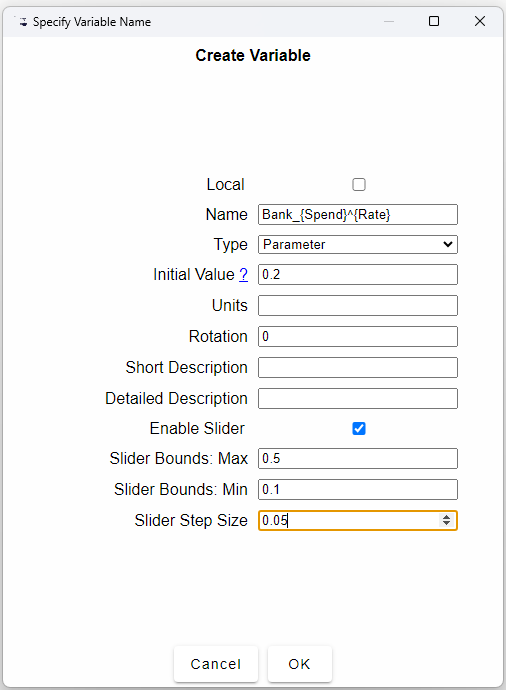 Specify Variable Name
Create Variable
Local
Name Bank_{Spend}^{Rate}
Type Parameter
Initial Value ? 0.2
Units
Rotation 0
Short Description
Detailed Description
Enable Slider
Slider Bounds: Max 0.5
Slider Bounds: Min 0.1
Slider Step Size 0.05
Cancel OK